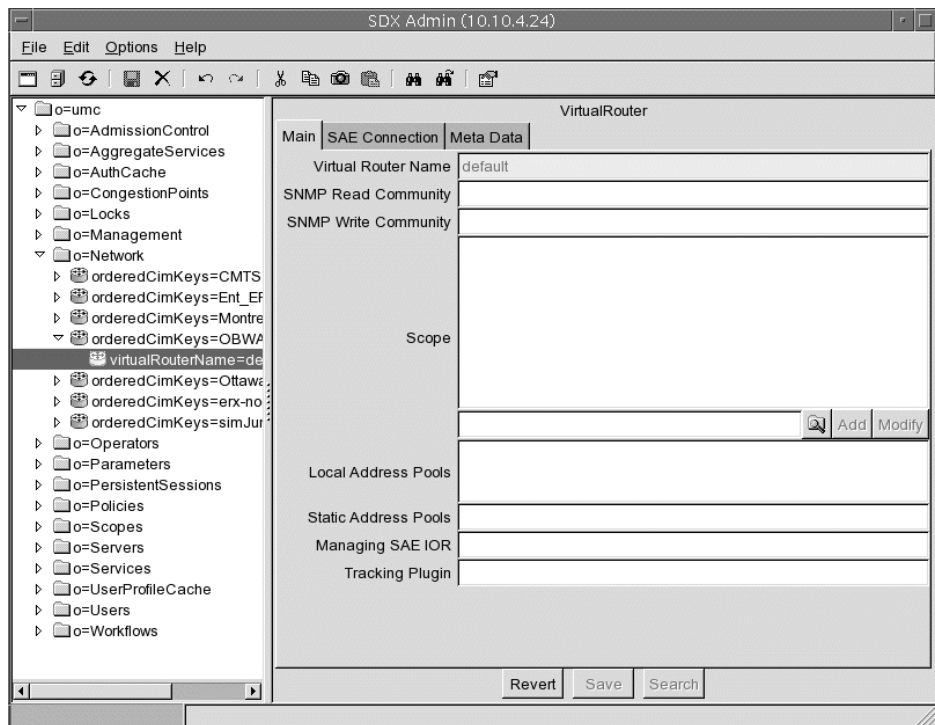 SDX Admin (10.10.4.24)
File Edit Options Help
o=umc
o=AdmissionControl
o=AggregateServices
o=AuthCache
o=CongestionPoints
o=Locks
o=Management
o=Network
orderedCimKeys=CMTS
orderedCimKeys=Ent_EF
orderedCimKeys=Montre
orderedCimKeys=OBWA
virtualRouterName=de
orderedCimKeys=Ottawa
orderedCimKeys=erx-no
orderedCimKeys=simJur
o=Operators
o=Parameters
o=PersistentSessions
o=Policies
o=Scopes
o=Servers
o=Services
o=UserProfileCache
o=Users
o=Workflows
VirtualRouter
Main SAE Connection Meta Data
Virtual Router Name default
SNMP Read Community
SNMP Write Community
Scope
Add Modify
Local Address Pools
Static Address Pools
Managing SAE IOR
Tracking Plugin
Revert Save Search